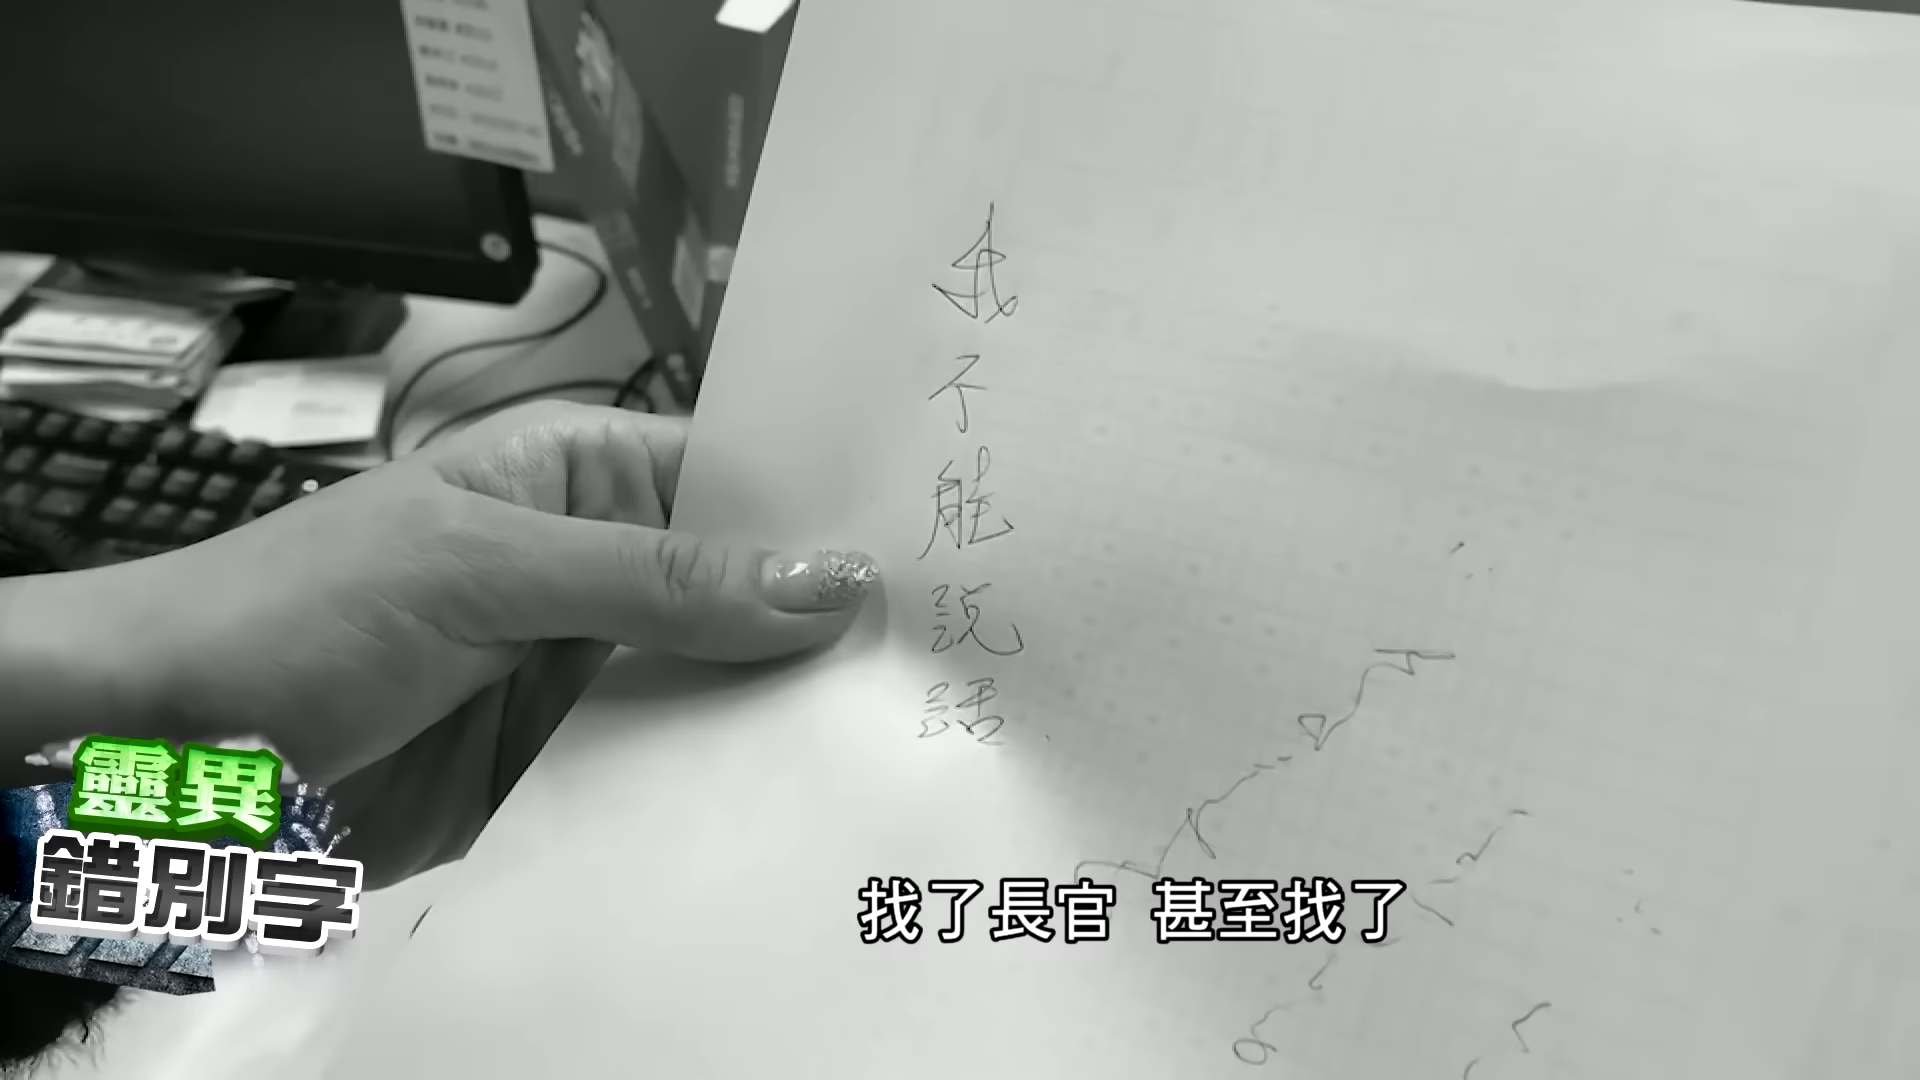 我不能說話
靈異
錯別字
找了長官 甚至找了